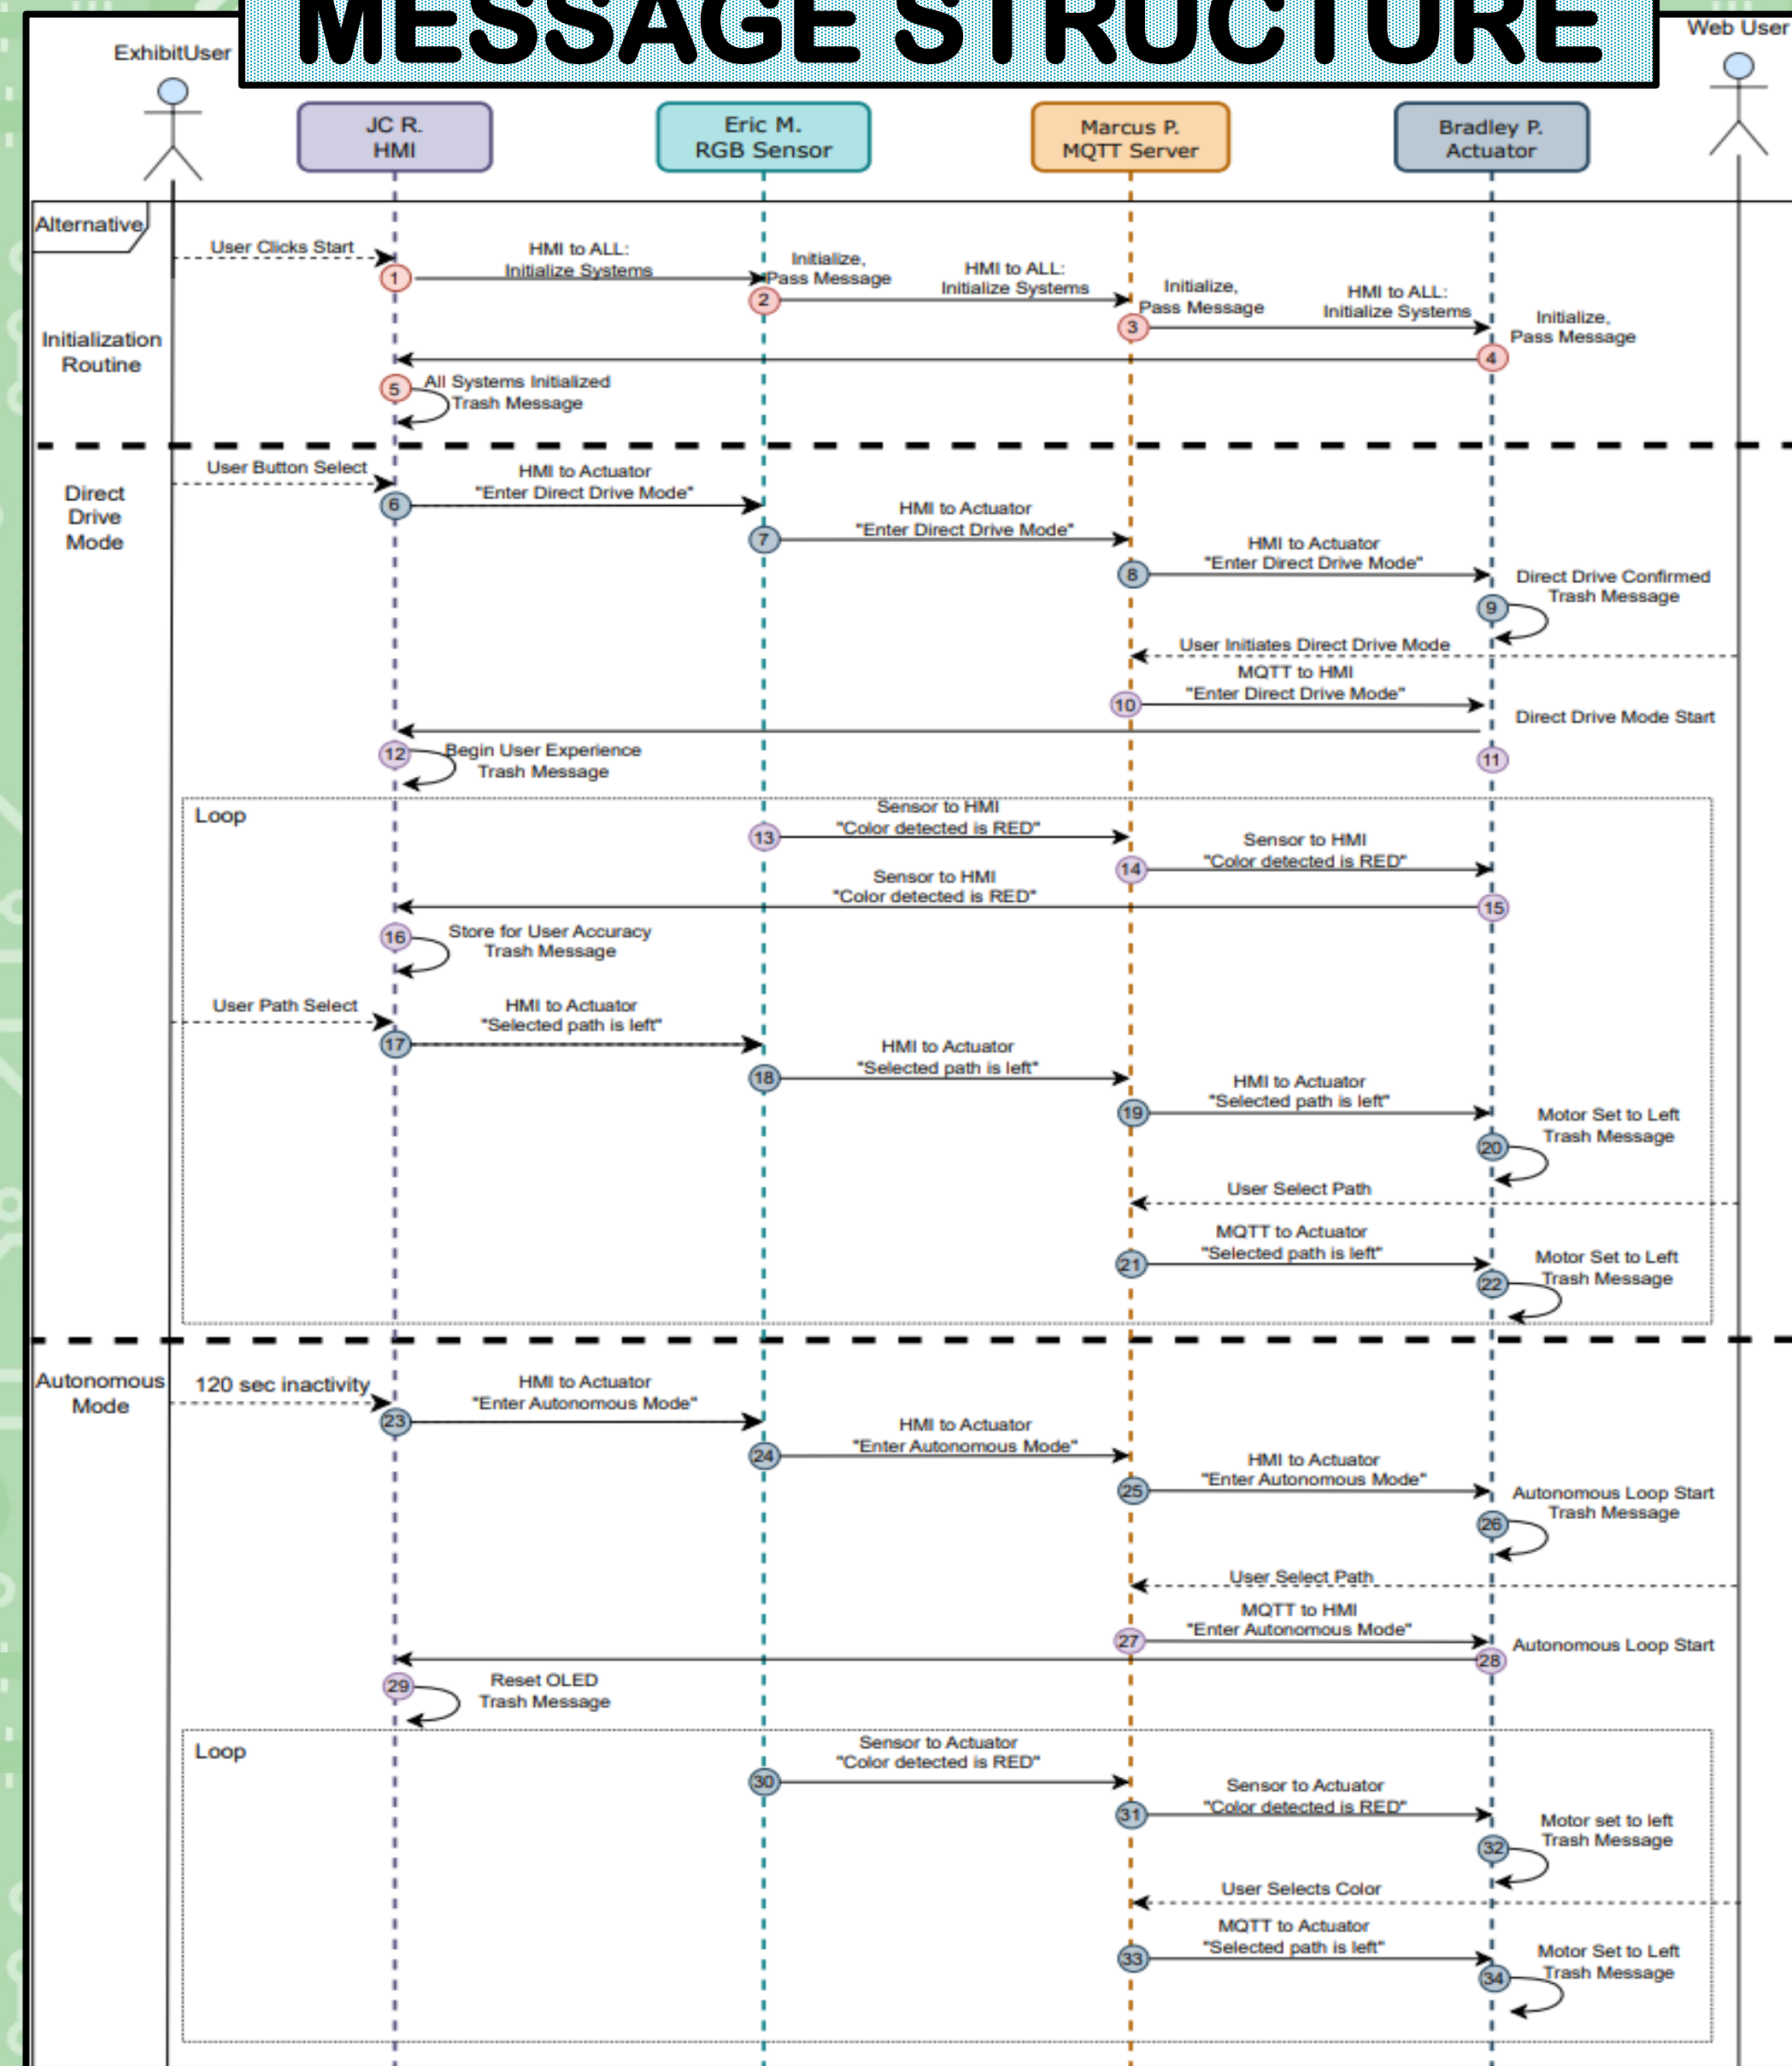 MESSAGE STRUCTURE
ExhibitUser
Web User
JC R.
HMI
Eric M.
RGB Sensor
Marcus P.
MQTT Server
Bradley P.
Actuator
Alternative
Initialization
Routine
User Clicks Start
1
HMI to ALL:
Initialize Systems
Initialize,
Pass Message
2
HMI to ALL:
Initialize Systems
Initialize,
Pass Message
3
HMI to ALL:
Initialize Systems
Initialize,
Pass Message
4
5
All Systems Initialized
Trash Message
Direct
Drive
Mode
User Button Select
6
HMI to Actuator
"Enter Direct Drive Mode"
7
HMI to Actuator
"Enter Direct Drive Mode"
8
HMI to Actuator
"Enter Direct Drive Mode"
Direct Drive Confirmed
Trash Message
9
User Initiates Direct Drive Mode
10
MQTT to HMI
"Enter Direct Drive Mode"
Direct Drive Mode Start
11
12
Begin User Experience
Trash Message
Loop
13
Sensor to HMI
"Color detected is RED"
14
Sensor to HMI
"Color detected is RED"
Sensor to HMI
"Color detected is RED"
15
16
Store for User Accuracy
Trash Message
User Path Select
17
HMI to Actuator
"Selected path is left"
18
HMI to Actuator
"Selected path is left"
19
HMI to Actuator
"Selected path is left"
Motor Set to Left
Trash Message
20
User Select Path
21
MQTT to Actuator
"Selected path is left"
Motor Set to Left
Trash Message
22
Autonomous
Mode
120 sec inactivity
23
HMI to Actuator
"Enter Autonomous Mode"
24
HMI to Actuator
"Enter Autonomous Mode"
25
HMI to Actuator
"Enter Autonomous Mode"
Autonomous Loop Start
Trash Message
26
User Select Path
27
MQTT to HMI
"Enter Autonomous Mode"
Autonomous Loop Start
28
29
Reset OLED
Trash Message
Loop
30
Sensor to Actuator
"Color detected is RED"
31
Sensor to Actuator
"Color detected is RED"
Motor set to left
Trash Message
32
User Selects Color
33
MQTT to Actuator
"Selected path is left"
Motor Set to Left
Trash Message
34